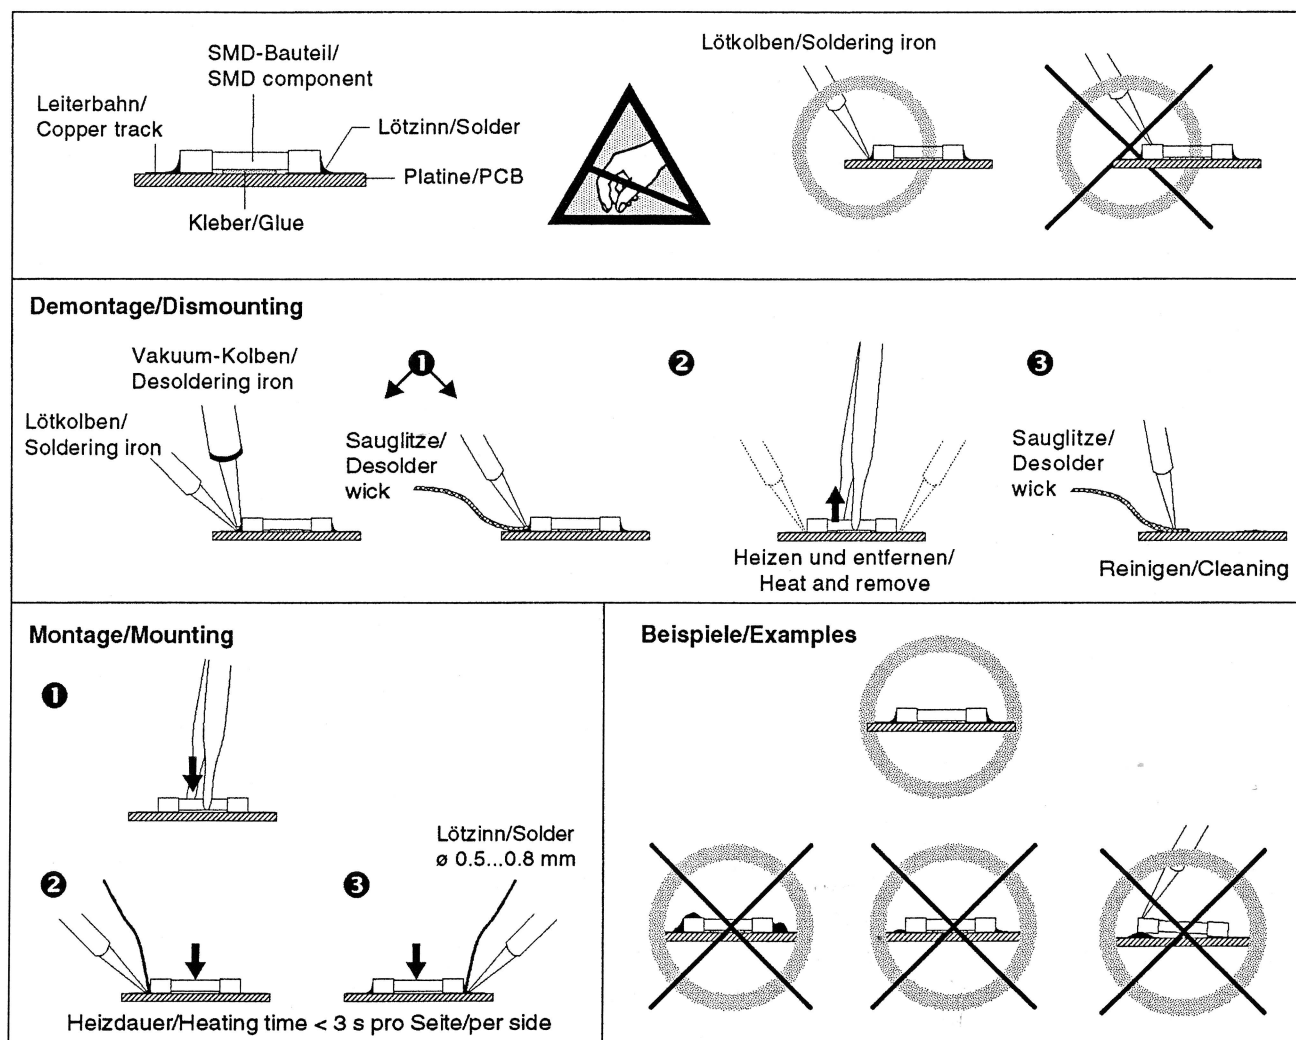 SMD-Bauteil/
SMD component
Leiterbahn/
Copper track
Lötzinn/Solder
Platine/PCB
Kleber/Glue
Lötkolben/Soldering iron
Demontage/Dismounting
Vakuum-Kolben/
Desoldering iron
Lötkolben/
Soldering iron
1
Sauglitze/
Desolder
wick
2
Heizen und entfernen/
Heat and remove
3
Sauglitze/
Desolder
wick
Reinigen/Cleaning
Montage/Mounting
1
2
3
Lötzinn/Solder
ø 0.5...0.8 mm
Heizdauer/Heating time < 3 s pro Seite/per side
Beispiele/Examples